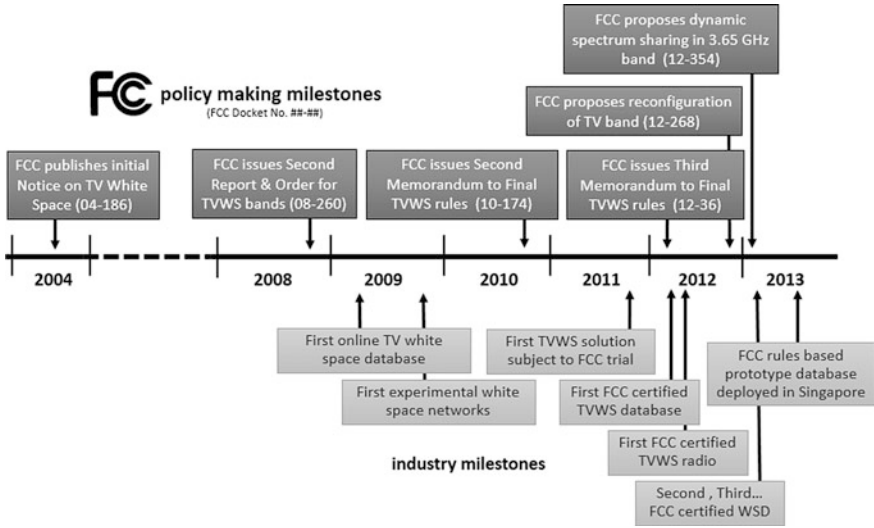 FCC proposes dynamic
spectrum sharing in 3.65 GHz
band (12-354)
FCC policy making milestones
(FCC Docket No. ##-##)
FCC proposes reconfiguration
of TV band (12-268)
FCC publishes initial
Notice on TV White
Space (04-186)
FCC issues Second
Report & Order for
TVWS bands (08-260)
FCC issues Second
Memorandum to Final
TVWS rules (10-174)
FCC issues Third
Memorandum to Final
TVWS rules (12-36)
2004
2008
2009
2010
2011
2012
2013
First online TV white
space database
First experimental white
space networks
First TVWS solution
subject to FCC trial
First FCC certified
TVWS database
First FCC certified
TVWS radio
FCC rules based
prototype database
deployed in Singapore
industry milestones
Second , Third...
FCC certified WSD